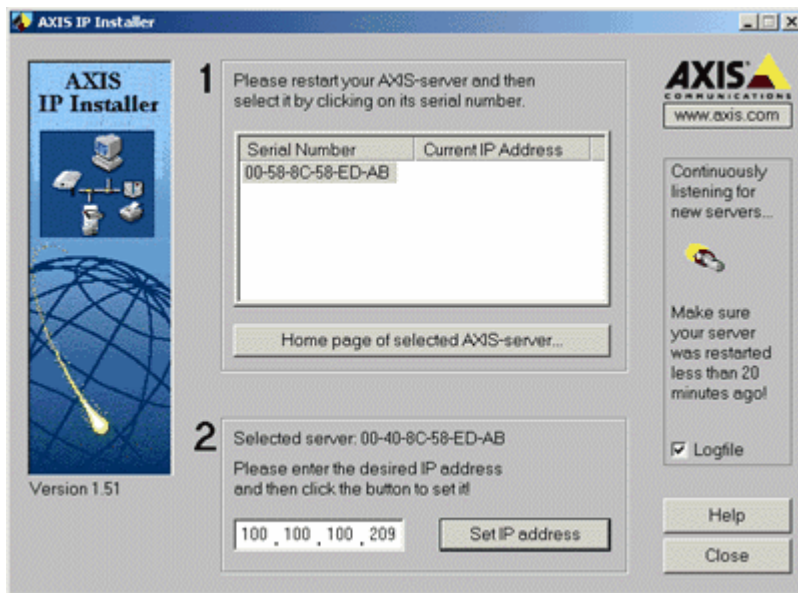 AXIS IP Installer
AXIS
IP Installer
Version 1.51
1
Please restart your AXIS-server and then
select it by clicking on its serial number.
Serial Number Current IP Address
00-58-8C-58-ED-AB
Home page of selected AXIS-server...
2
Selected server: 00-40-8C-58-ED-AB
Please enter the desired IP address
and then click the button to set it!
100 . 100 . 100 . 209
Set IP address
AXIS
COMMUNICATIONS
www.axis.com
Continuously
listening for
new servers...
Make sure
your server
was restarted
less than 20
minutes ago!
Logfile
Help
Close